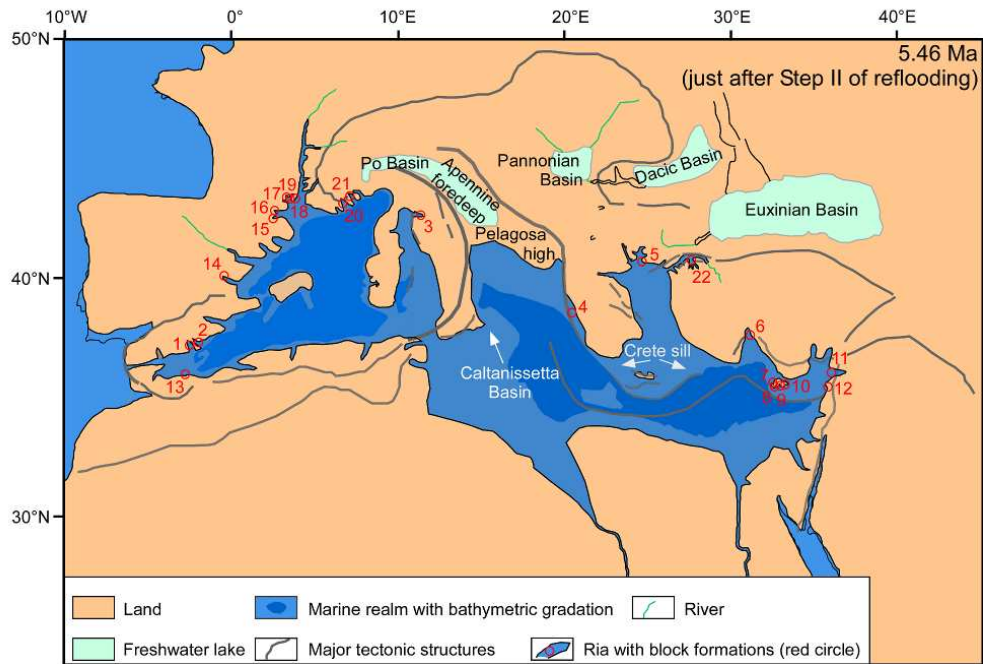 10°W 0° 10°E 20°E 30°E 40°E
50°N
5.46 Ma
(just after Step II of reflooding)
Po Basin
Apennine
foredeep
Pannonian
Basin
Dacic Basin
Euxinian Basin
Pelagosa
high
21
19
17
16
18
20
3
15
14
5
22
40°N
4
2
1
6
13
Crete sill
Caltanissetta
Basin
11
7
10
12
8
9
30°N
Land
Marine realm with bathymetric gradation
River
Freshwater lake
Major tectonic structures
Ria with block formations (red circle)